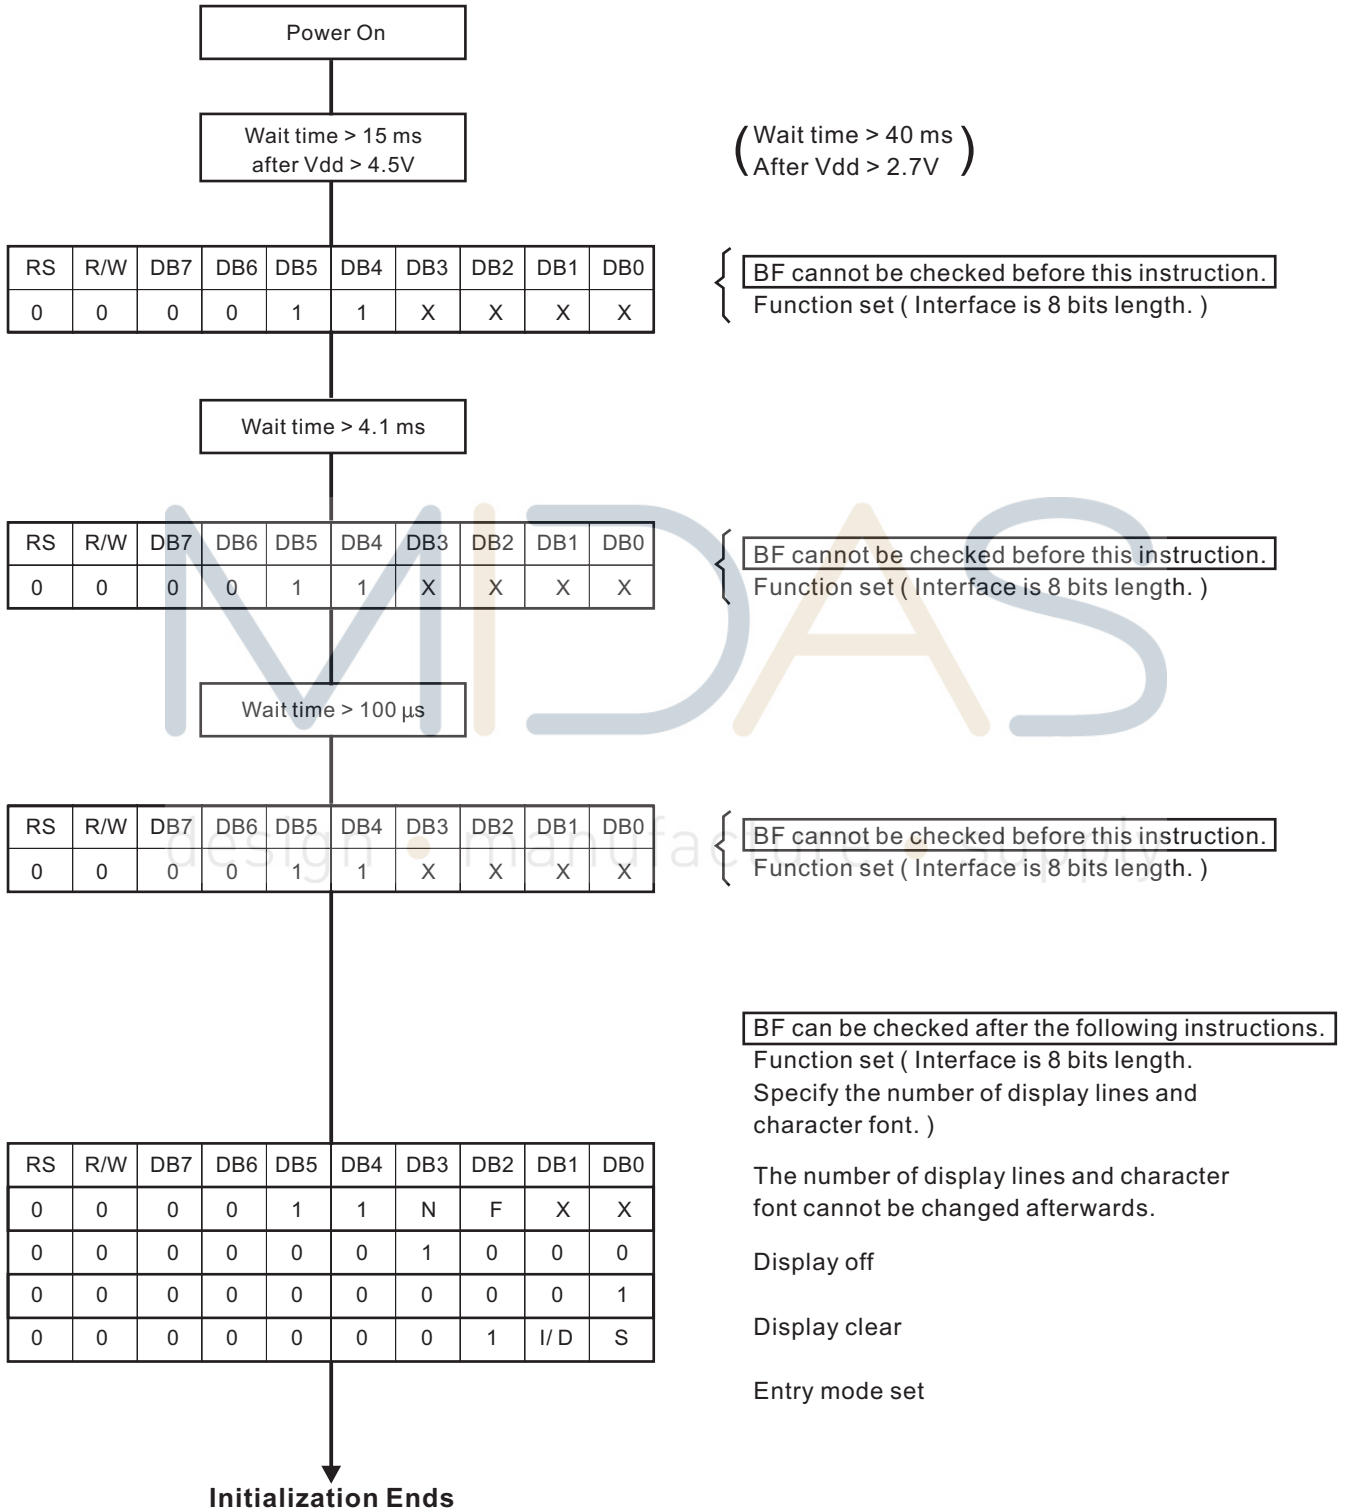 Power On
Wait time > 15 ms
after Vdd > 4.5V
(Wait time > 40 ms
After Vdd > 2.7V)
RS R/W DB7 DB6 DB5 DB4 DB3 DB2 DB1 DB0
0 0 0 0 1 1 X X X X
BF cannot be checked before this instruction.
Function set ( Interface is 8 bits length. )
Wait time > 4.1 ms
MIDAS
RS R/W DB7 DB6 DB5 DB4 DB3 DB2 DB1 DB0
0 0 0 0 1 1 X X X X
BF cannot be checked before this instruction.
Function set ( Interface is 8 bits length. )
Wait time > 100 µs
design • manufacture • supply
RS R/W DB7 DB6 DB5 DB4 DB3 DB2 DB1 DB0
0 0 0 0 1 1 X X X X
BF cannot be checked before this instruction.
Function set ( Interface is 8 bits length. )
BF can be checked after the following instructions.
Function set ( Interface is 8 bits length.
Specify the number of display lines and
character font. )
The number of display lines and character
font cannot be changed afterwards.
Display off
Display clear
Entry mode set
RS R/W DB7 DB6 DB5 DB4 DB3 DB2 DB1 DB0
0 0 0 0 1 1 N F X X
0 0 0 0 0 0 1 0 0 0
0 0 0 0 0 0 0 0 0 1
0 0 0 0 0 0 0 1 I/ D S
Initialization Ends